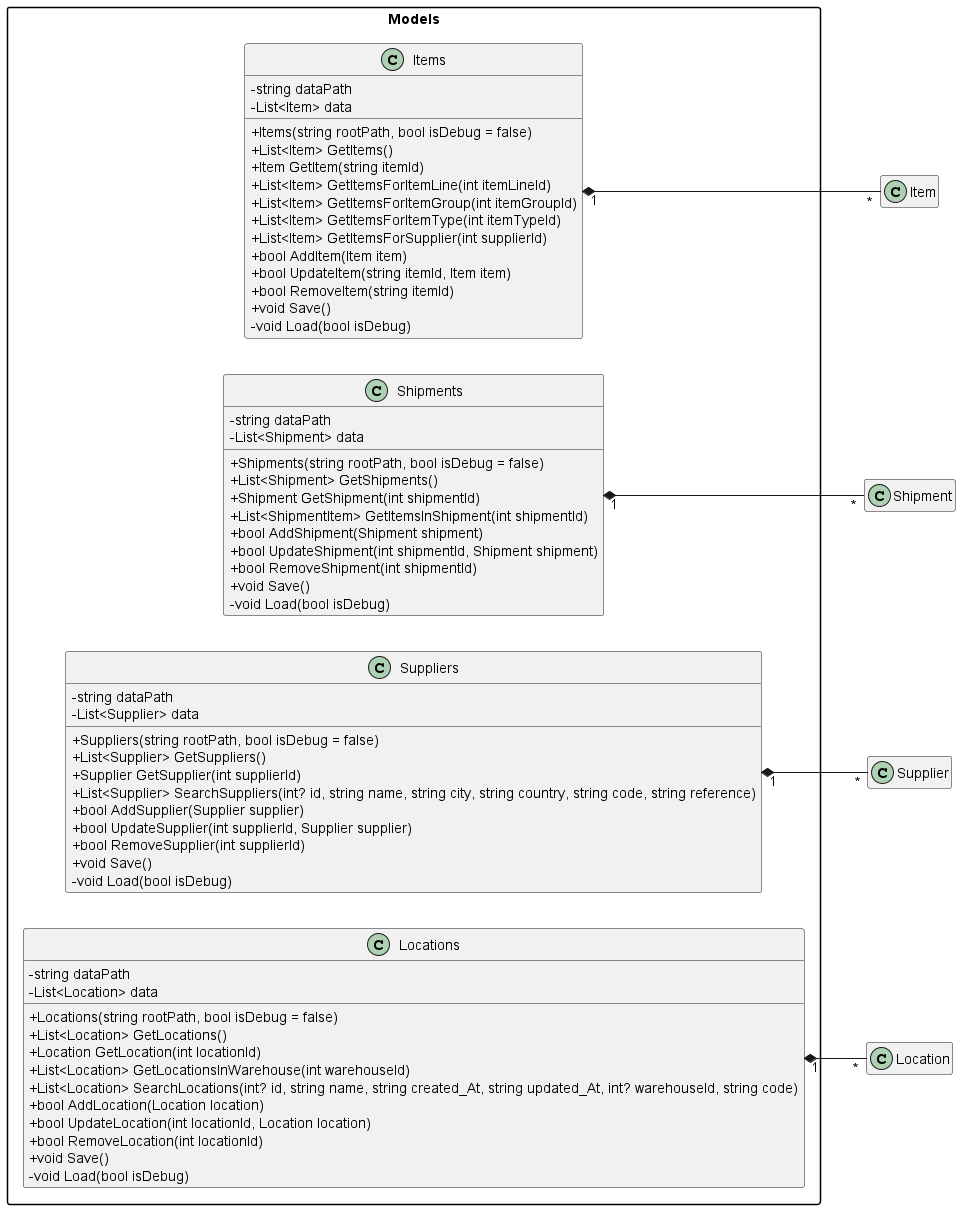 Models
C Items
-string dataPath
-List<Item> data
+Items(string rootPath, bool isDebug = false)
+List<Item> GetItems()
+Item GetItem(string itemId)
+List<Item> GetItemsForItemLine(int itemLineId)
+List<Item> GetItemsForItemGroup(int itemGroupId)
+List<Item> GetItemsForItemType(int itemTypeId)
+List<Item> GetItemsForSupplier(int supplierId)
+bool AddItem(Item item)
+bool UpdateItem(string itemId, Item item)
+bool RemoveItem(string itemId)
+void Save()
-void Load(bool isDebug)
1
*
C Item
C Shipments
-string dataPath
-List<Shipment> data
+Shipments(string rootPath, bool isDebug = false)
+List<Shipment> GetShipments()
+Shipment GetShipment(int shipmentId)
+List<ShipmentItem> GetItemsInShipment(int shipmentId)
+bool AddShipment(Shipment shipment)
+bool UpdateShipment(int shipmentId, Shipment shipment)
+bool RemoveShipment(int shipmentId)
+void Save()
-void Load(bool isDebug)
1
*
C Shipment
C Suppliers
-string dataPath
-List<Supplier> data
+Suppliers(string rootPath, bool isDebug = false)
+List<Supplier> GetSuppliers()
+Supplier GetSupplier(int supplierId)
+List<Supplier> SearchSuppliers(int? id, string name, string city, string country, string code, string reference)
+bool AddSupplier(Supplier supplier)
+bool UpdateSupplier(int supplierId, Supplier supplier)
+bool RemoveSupplier(int supplierId)
+void Save()
-void Load(bool isDebug)
1
*
C Supplier
C Locations
-string dataPath
-List<Location> data
+Locations(string rootPath, bool isDebug = false)
+List<Location> GetLocations()
+Location GetLocation(int locationId)
+List<Location> GetLocationsInWarehouse(int warehouseId)
+List<Location> SearchLocations(int? id, string name, string created_At, string updated_At, int? warehouseId, string code)
+bool AddLocation(Location location)
+bool UpdateLocation(int locationId, Location location)
+bool RemoveLocation(int locationId)
+void Save()
-void Load(bool isDebug)
1
*
C Location